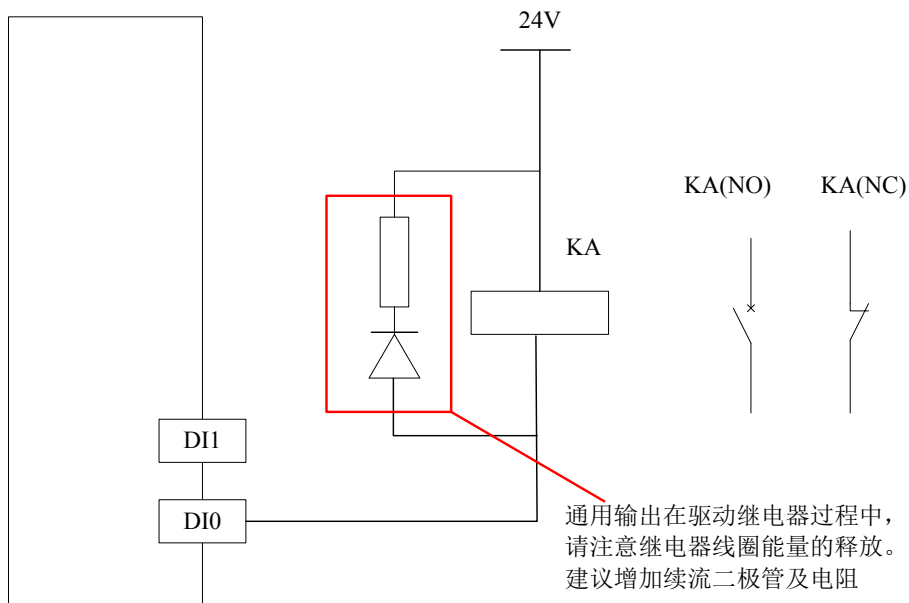 24V
KA(NO)
KA(NC)
KA
DI1
DI0
通用输出在驱动继电器过程中，
请注意继电器线圈能量的释放。
建议增加续流二极管及电阻